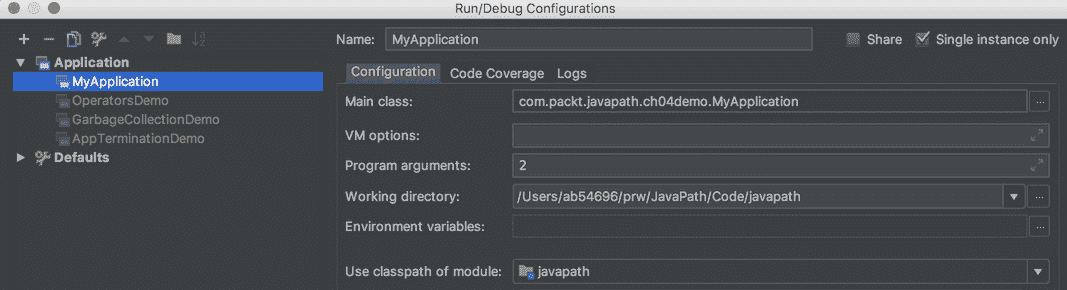 Run/Debug Configurations
Name: MyApplication
Share
Single instance only
Application
MyApplication
OperatorsDemo
GarbageCollectionDemo
AppTerminationDemo
Defaults
Configuration Code Coverage Logs
Main class: com.packt.javapath.ch04demo.MyApplication ...
VM options:
Program arguments: 2
Working directory: /Users/ab54696/prw/JavaPath/Code/javapath ...
Environment variables: ...
Use classpath of module: javapath